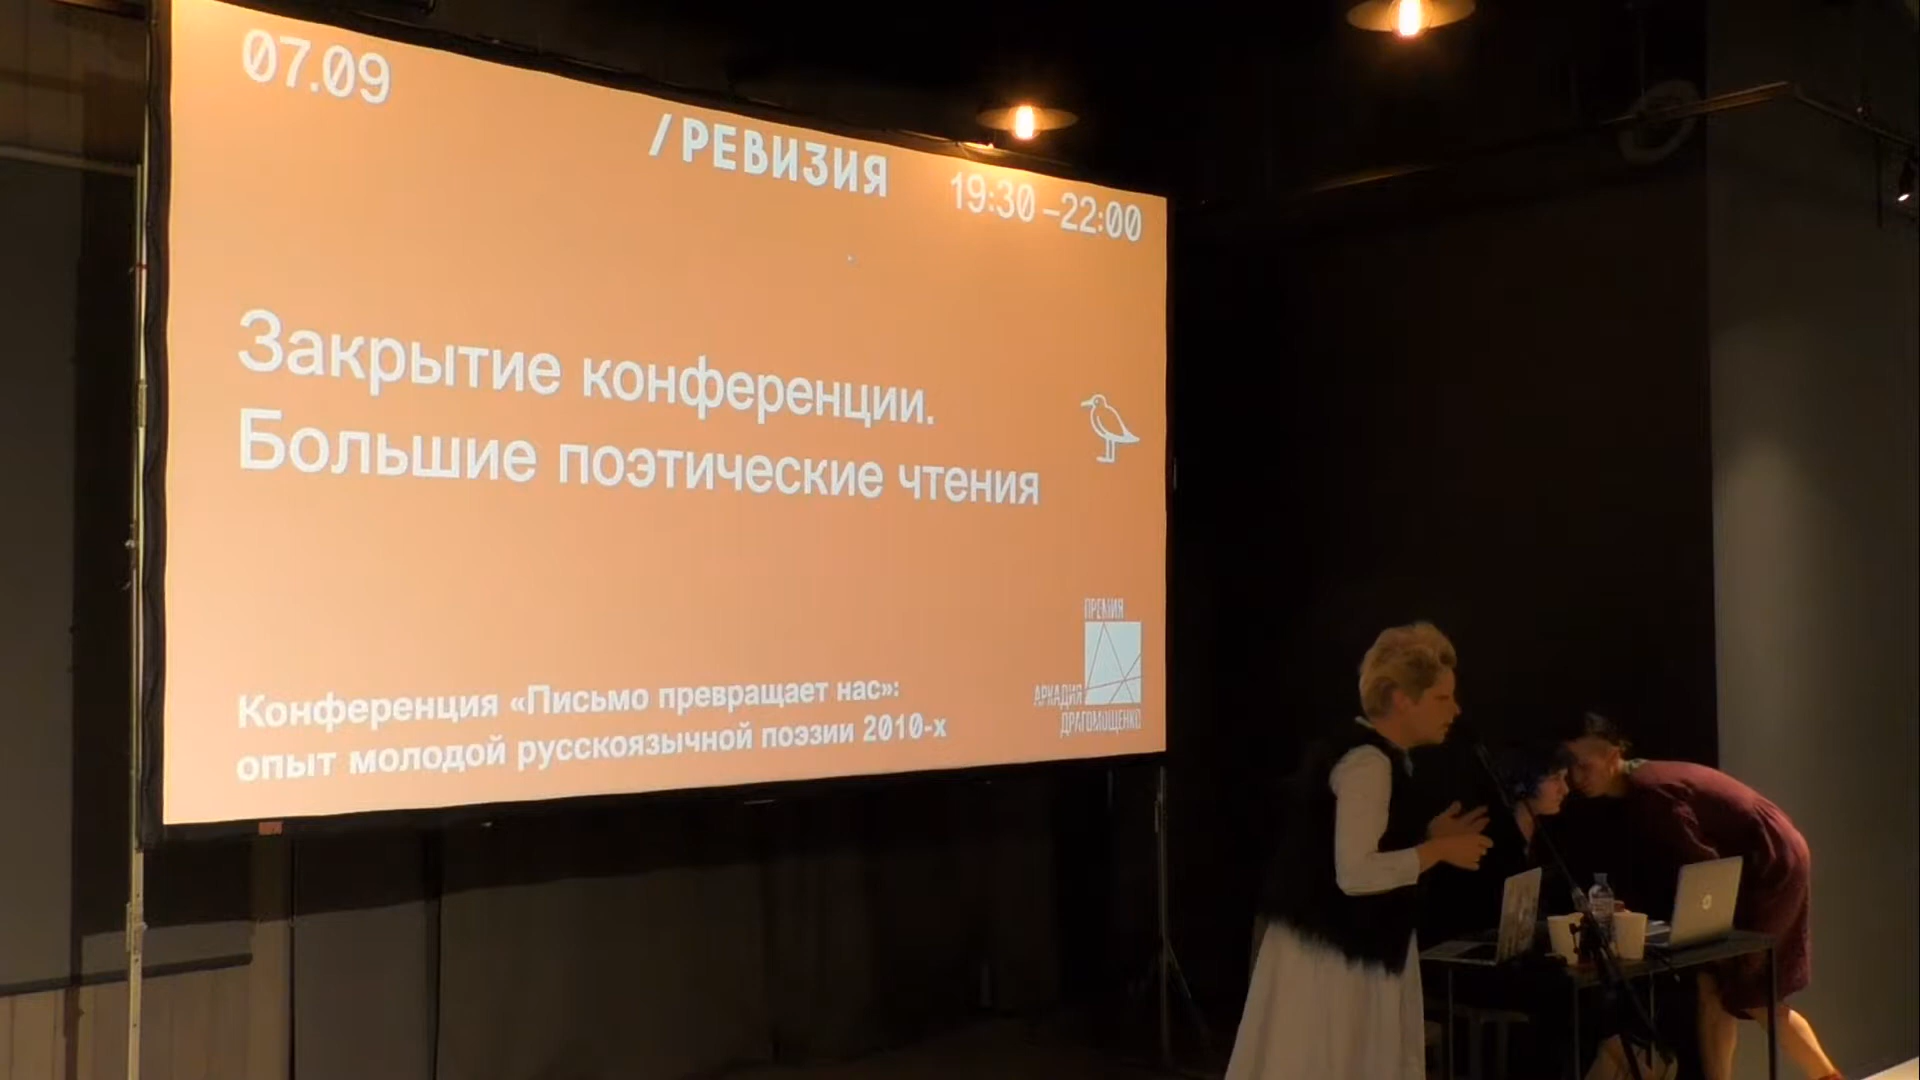 07.09
/РЕВИЗИЯ
19:30–22:00
Закрытие конференции.
Большие поэтические чтения
ПРЕМИЯ
АРКАДИЯ
ДРАГОМОЩЕНКО
Конференция «Письмо превращает нас»:
опыт молодой русскоязычной поэзии 2010-х